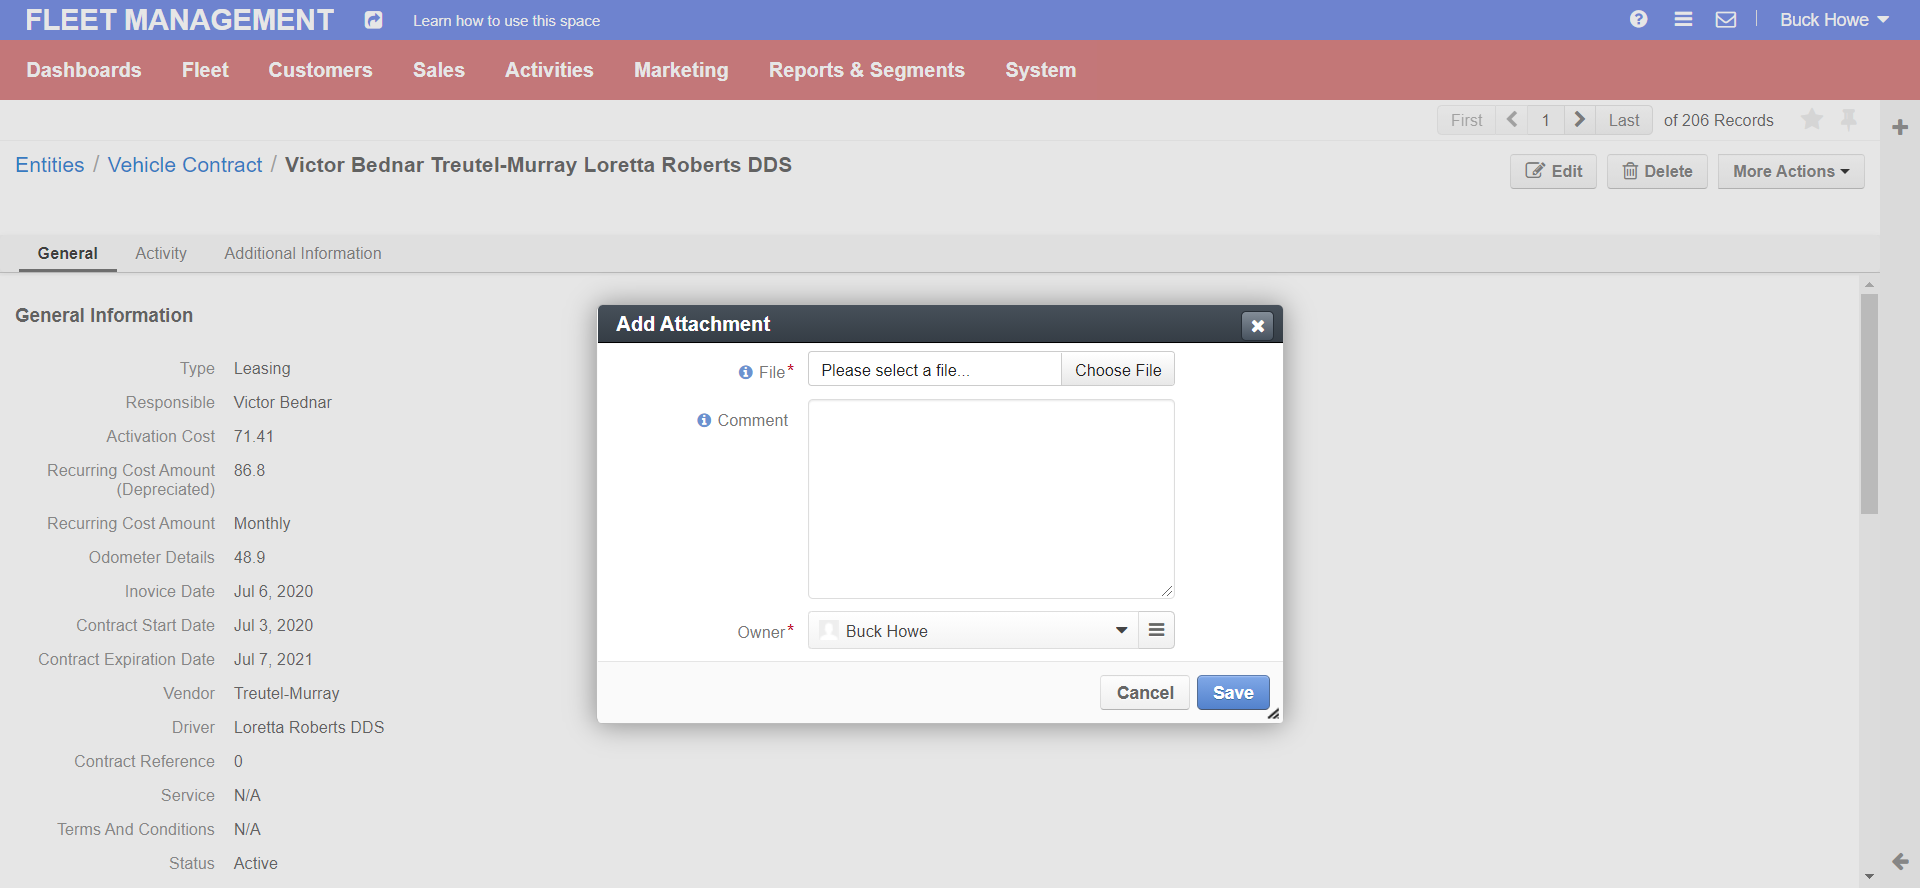 FLEET MANAGEMENT Learn how to use this space Buck Howe
Dashboards Fleet Customers Sales Activities Marketing Reports & Segments System
First 1 Last of 206 Records
Entities / Vehicle Contract / Victor Bednar Treutel-Murray Loretta Roberts DDS
Edit Delete More Actions
General Activity Additional Information
General Information
Type Leasing
Responsible Victor Bednar
Activation Cost 71.41
Recurring Cost Amount 86.8
(Depreciated)
Recurring Cost Amount Monthly
Odometer Details 48.9
Inovice Date Jul 6, 2020
Contract Start Date Jul 3, 2020
Contract Expiration Date Jul 7, 2021
Vendor Treutel-Murray
Driver Loretta Roberts DDS
Contract Reference 0
Service N/A
Terms And Conditions N/A
Status Active
Add Attachment
File* Please select a file... Choose File
Comment
Owner* Buck Howe
Cancel Save